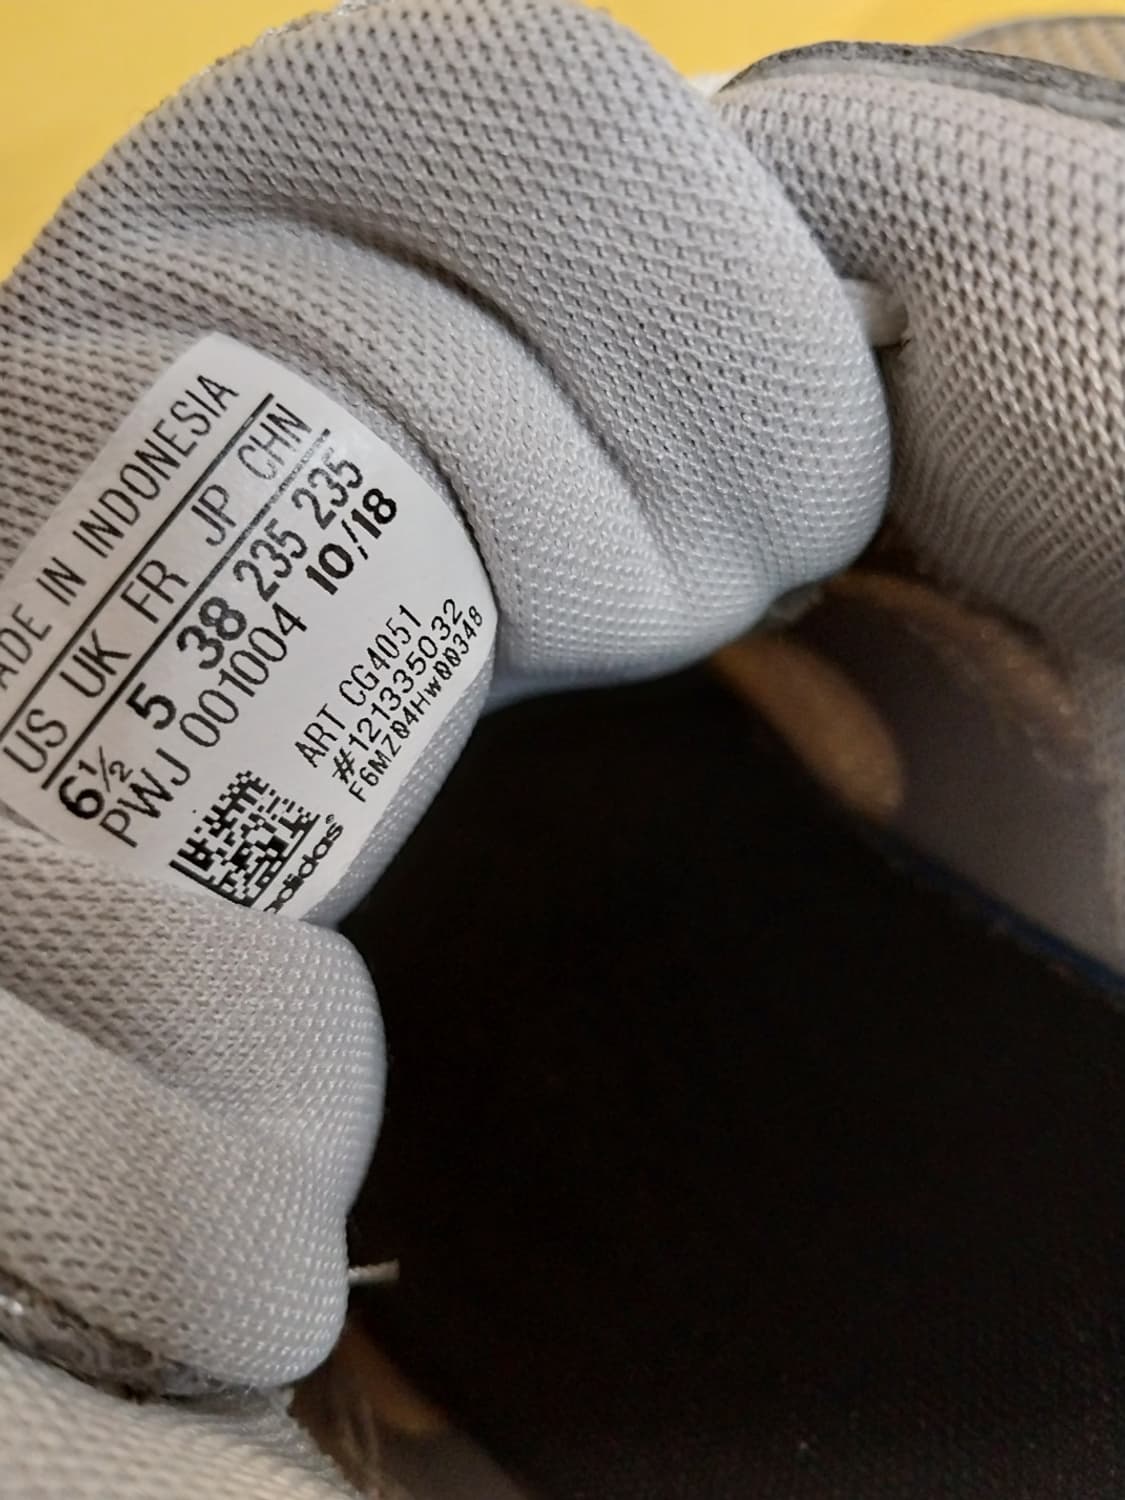 MADE IN INDONESIA
US UK FR JP CHN
6½ 5 38 235 235
PWJ 001004 10/18
ART CG4051
#121335032
F6MZ04HW00348
adidas®